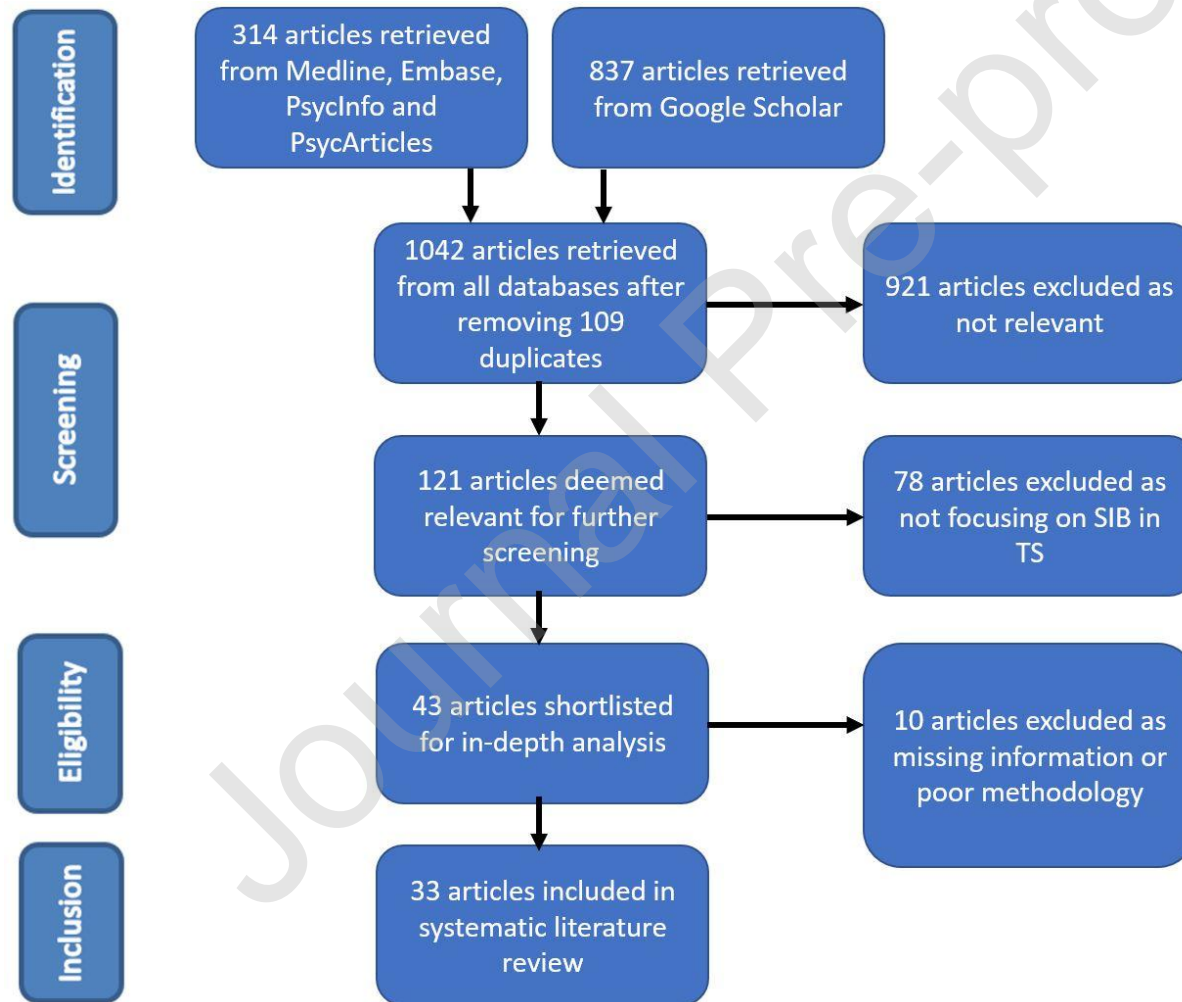 Identification
314 articles retrieved
from Medline, Embase,
PsycInfo and
PsycArticles
837 articles retrieved
from Google Scholar
Screening
1042 articles retrieved
from all databases after
removing 109
duplicates
921 articles excluded as
not relevant
121 articles deemed
relevant for further
screening
78 articles excluded as
not focusing on SIB in
TS
Eligibility
43 articles shortlisted
for in-depth analysis
10 articles excluded as
missing information or
poor methodology
Inclusion
33 articles included in
systematic literature
review
Journal Pre-pro